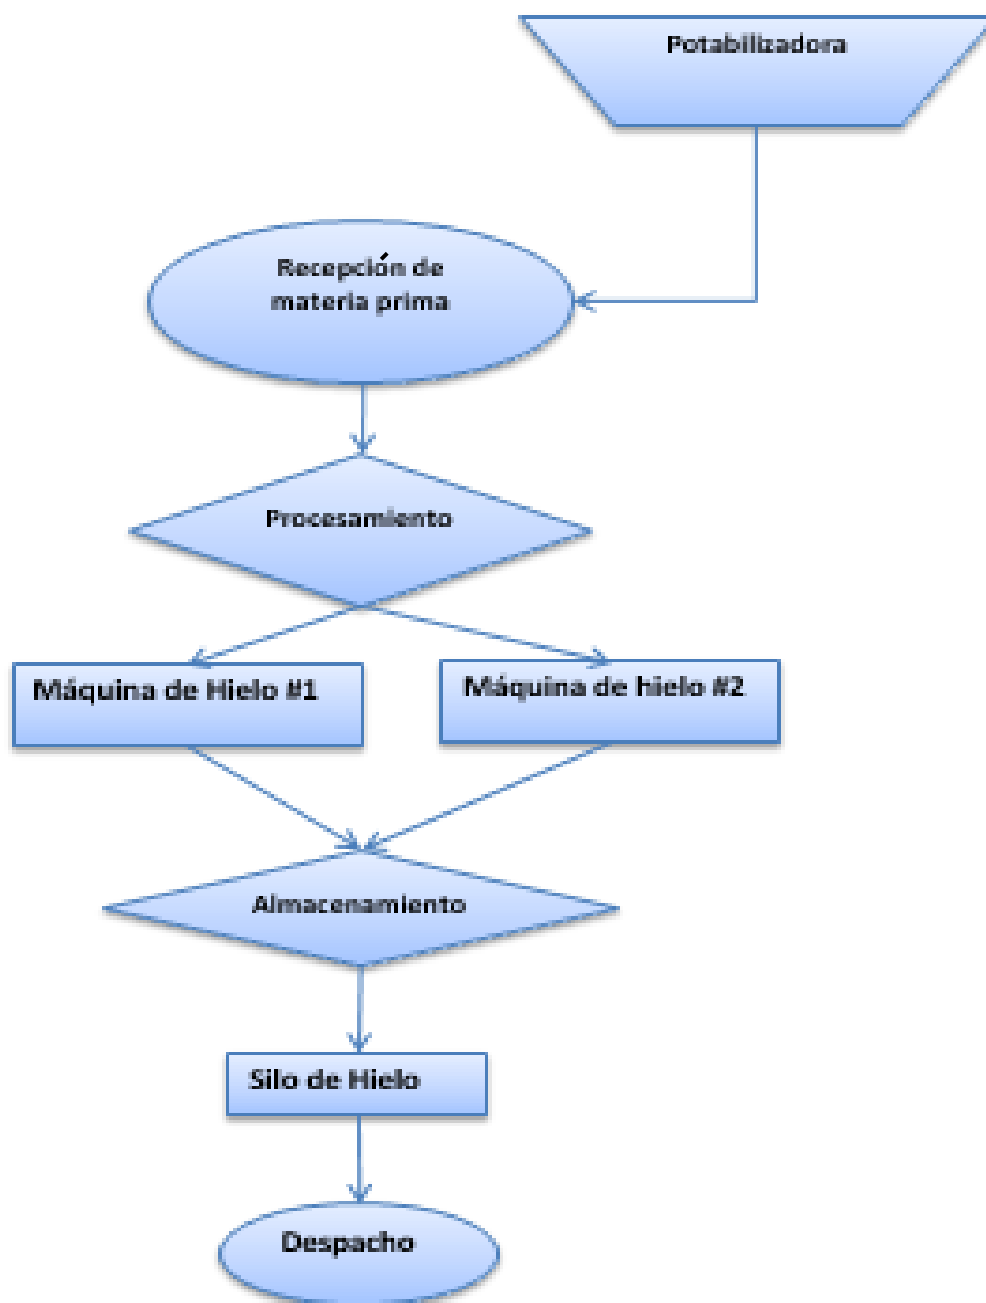 Potabilizadora
Recepción de
materia prima
Procesamiento
Máquina de Hielo #1
Máquina de hielo #2
Almacenamiento
Silo de Hielo
Despacho